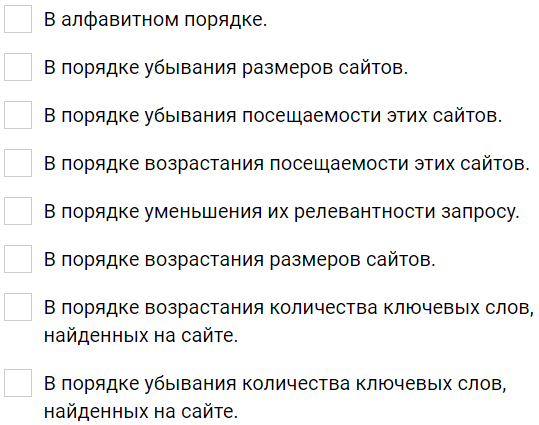 В алфавитном порядке.
В порядке убывания размеров сайтов.
В порядке убывания посещаемости этих сайтов.
В порядке возрастания посещаемости этих сайтов.
В порядке уменьшения их релевантности запросу.
В порядке возрастания размеров сайтов.
В порядке возрастания количества ключевых слов,
найденных на сайте.
В порядке убывания количества ключевых слов,
найденных на сайте.